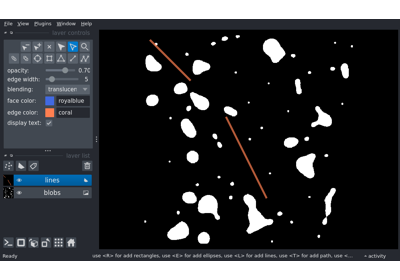 File View Plugins Window Help
layer controls
opacity: 0.70
edge width: 5
blending: translucen
face color: royalblue
edge color: coral
display text:
layer list
lines
blobs
Ready use <R> for add rectangles, use <E> for add ellipses, use <L> for add lines, use <T> for add path, use <... activity